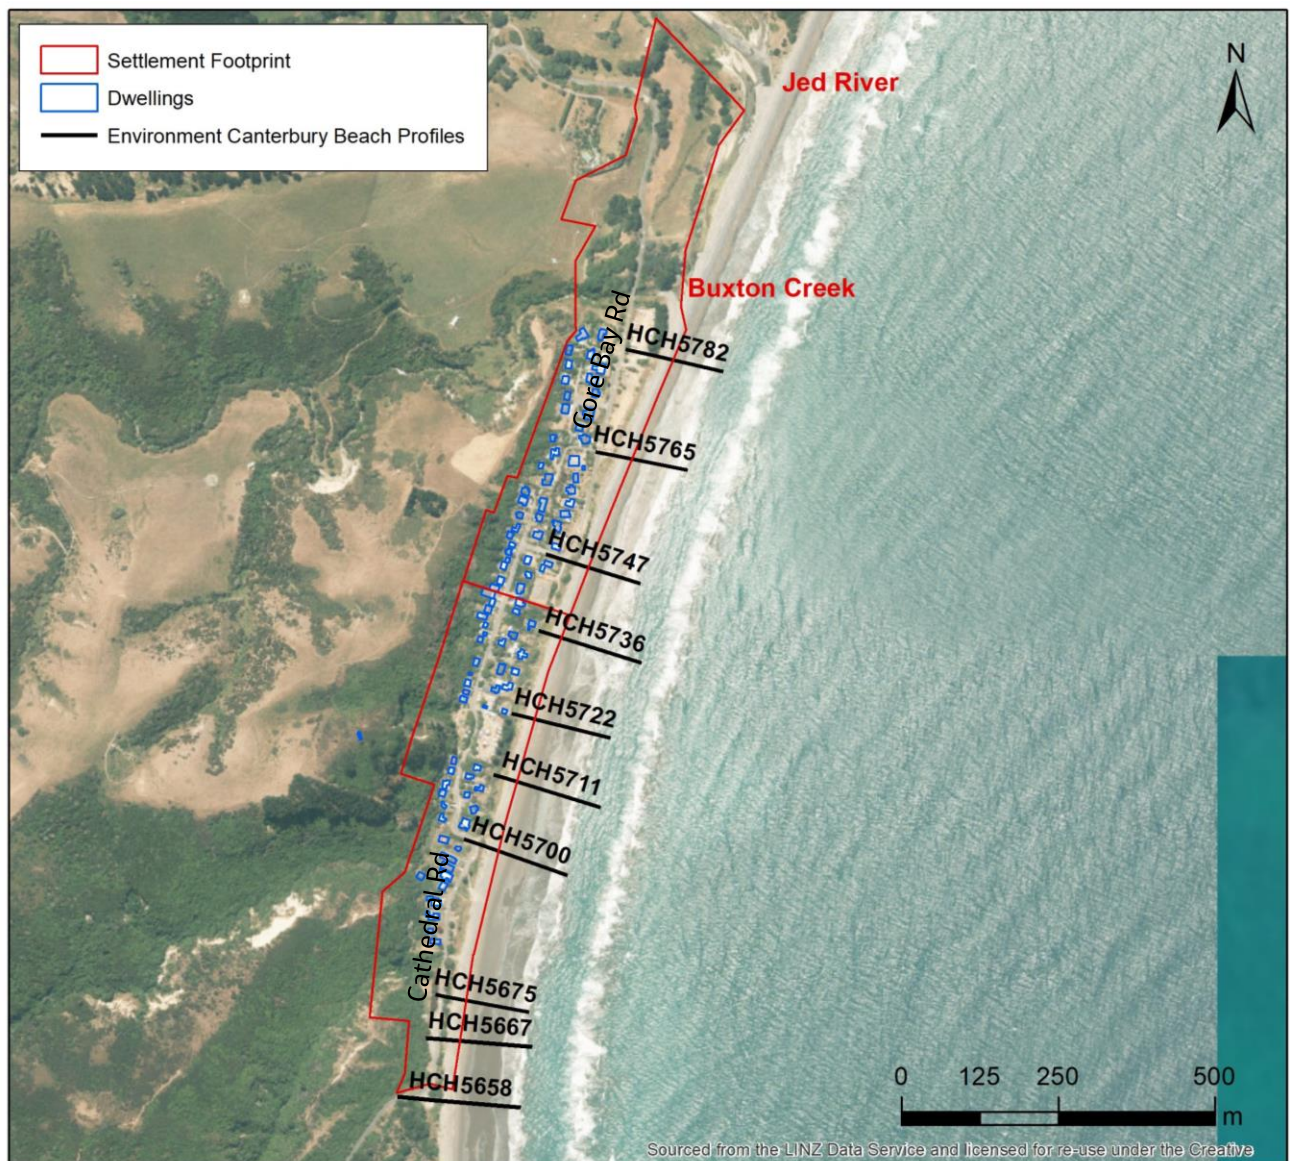 Settlement Footprint
Dwellings
Environment Canterbury Beach Profiles
N
Jed River
Buxton Creek
Gore Bay Rd
HCH5782
HCH5765
HCH5747
HCH5736
HCH5722
HCH5711
HCH5700
Cathedral Rd
HCH5675
HCH5667
HCH5658
0 125 250 500
m
Sourced from the LINZ Data Service and licensed for re-use under the Creative